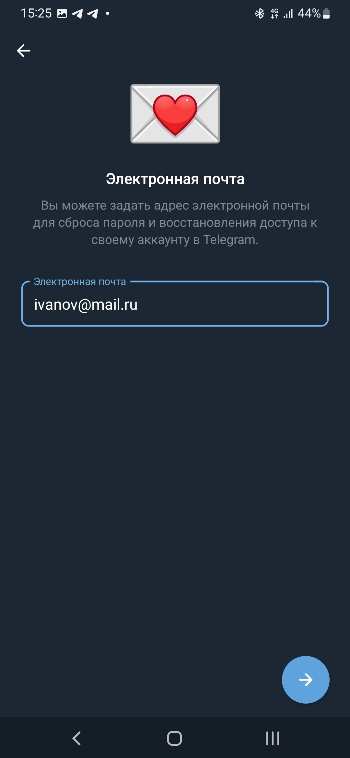 15:25
4G
44%
Электронная почта
Вы можете задать адрес электронной почты
для сброса пароля и восстановления доступа к
своему аккаунту в Telegram.
Электронная почта
ivanov@mail.ru